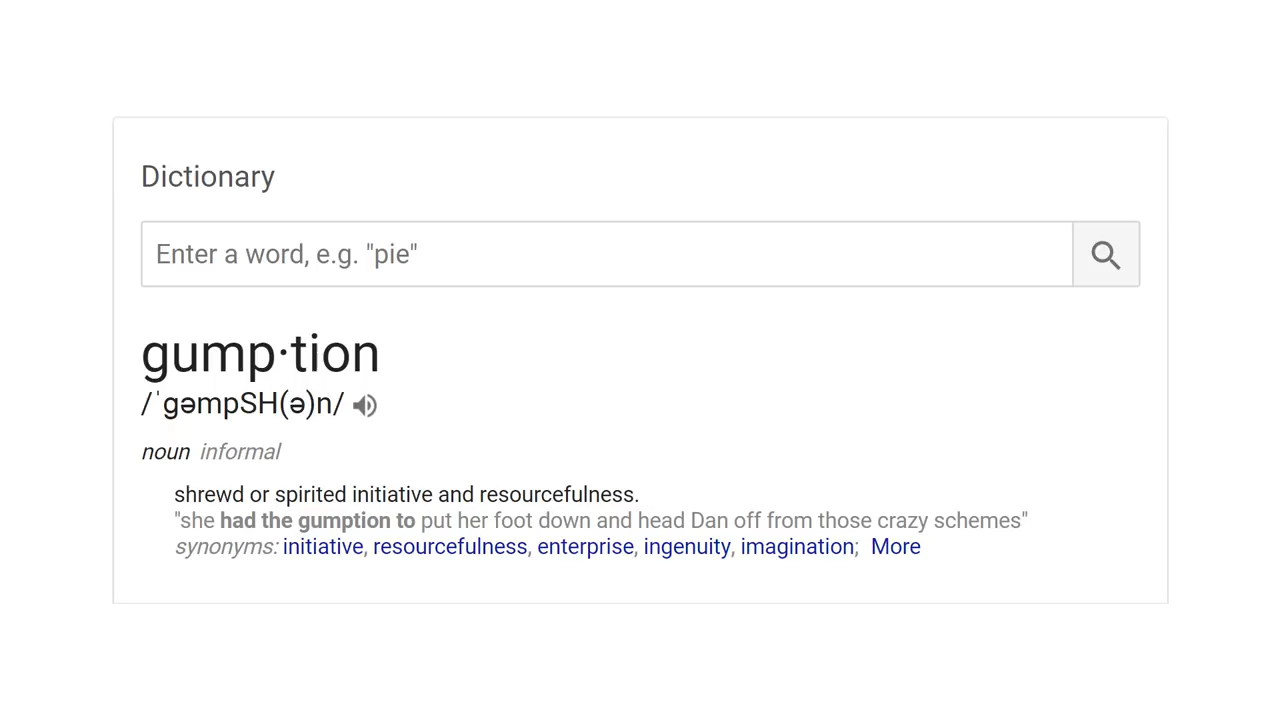 Dictionary
Enter a word, e.g. "pie"
gump·tion
/ˈɡəmpSH(ə)n/
noun informal
shrewd or spirited initiative and resourcefulness.
"she had the gumption to put her foot down and head Dan off from those crazy schemes"
synonyms: initiative, resourcefulness, enterprise, ingenuity, imagination; More